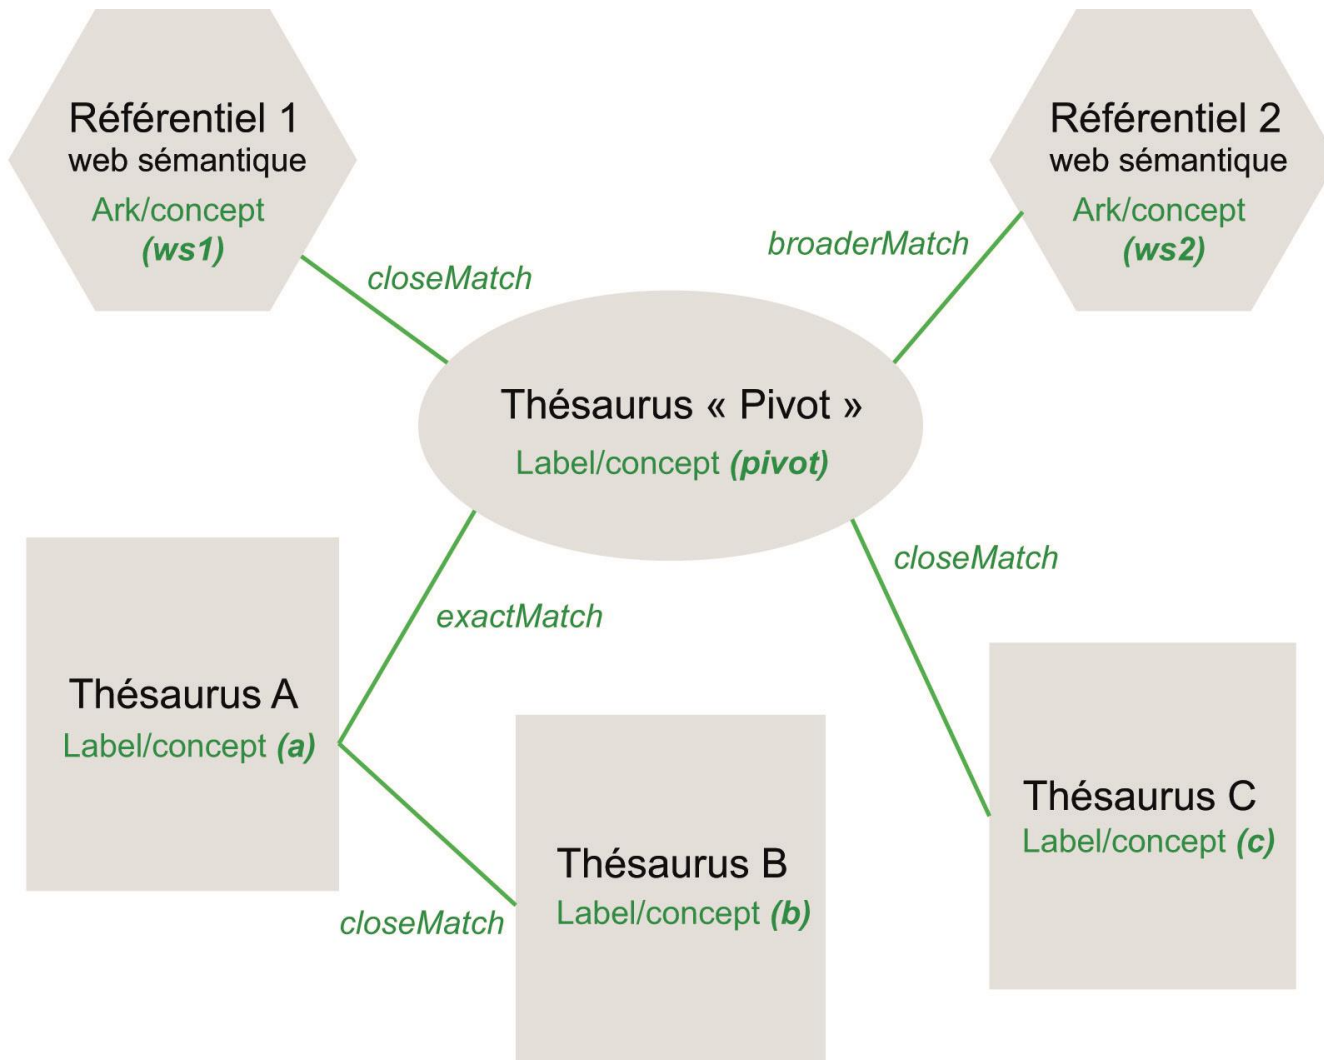 Référentiel 1
web sémantique
Ark/concept
(ws1)
Référentiel 2
web sémantique
Ark/concept
(ws2)
closeMatch
broaderMatch
Thésaurus « Pivot »
Label/concept (pivot)
exactMatch
closeMatch
Thésaurus A
Label/concept (a)
closeMatch
Thésaurus B
Label/concept (b)
Thésaurus C
Label/concept (c)